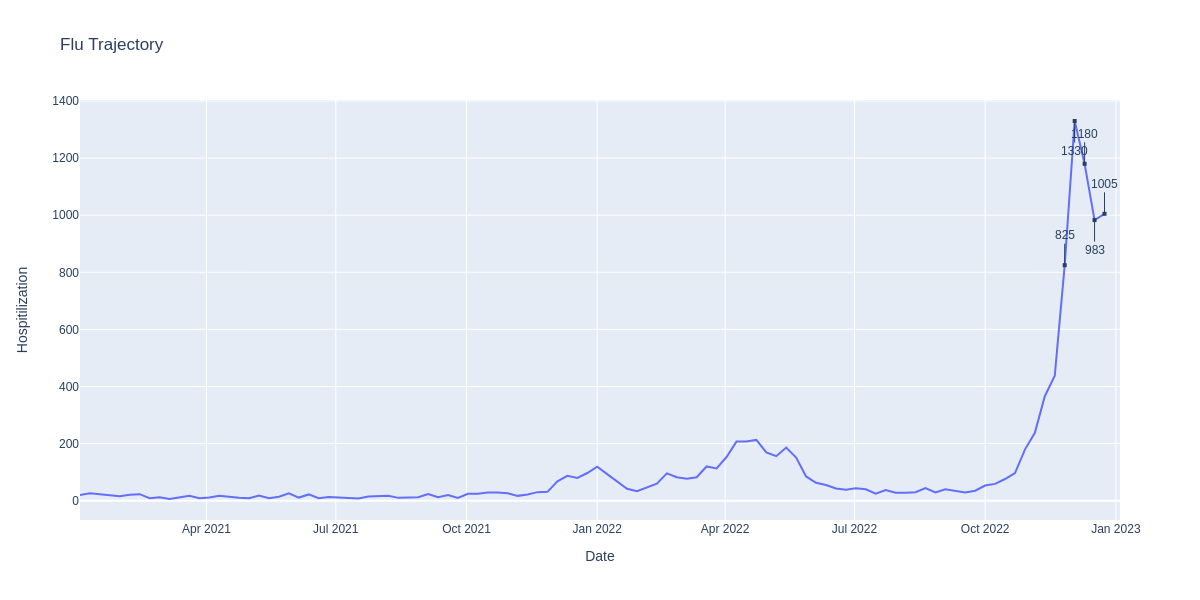 Flu Trajectory
1400
1200
1000
800
600
400
200
0
1180
1330
1005
825
983
Apr 2021
Jul 2021
Oct 2021
Jan 2022
Apr 2022
Jul 2022
Oct 2022
Jan 2023
Date
Hospitilization